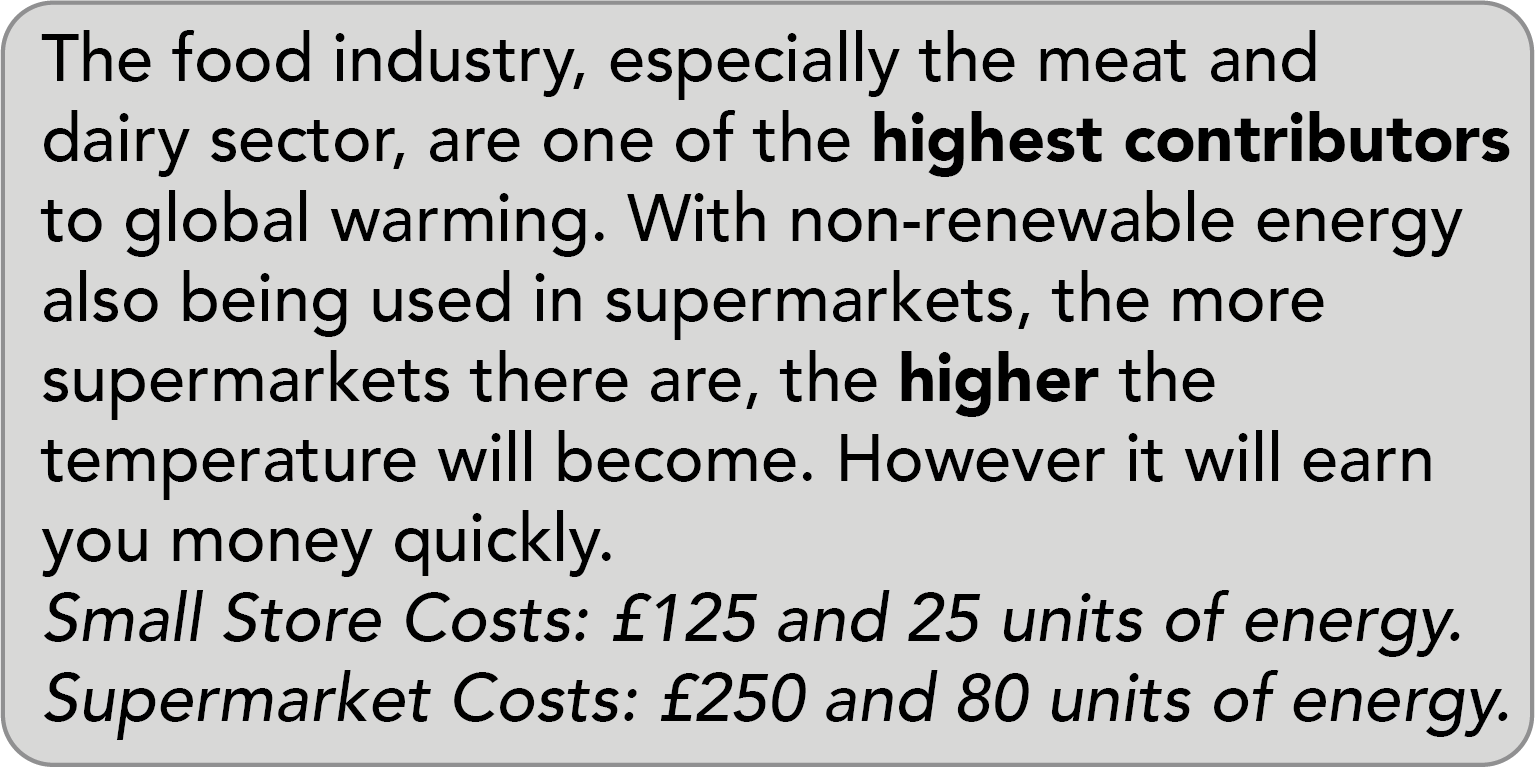 The food industry, especially the meat and
dairy sector, are one of the highest contributors
to global warming. With non-renewable energy
also being used in supermarkets, the more
supermarkets there are, the higher the
temperature will become. However it will earn
you money quickly.
Small Store Costs: £125 and 25 units of energy.
Supermarket Costs: £250 and 80 units of energy.